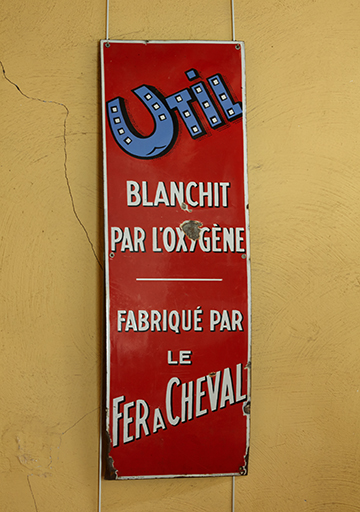 Util
BLANCHIT
PAR L'OXYGÈNE
FABRIQUÉ PAR
LE
FER A CHEVAL